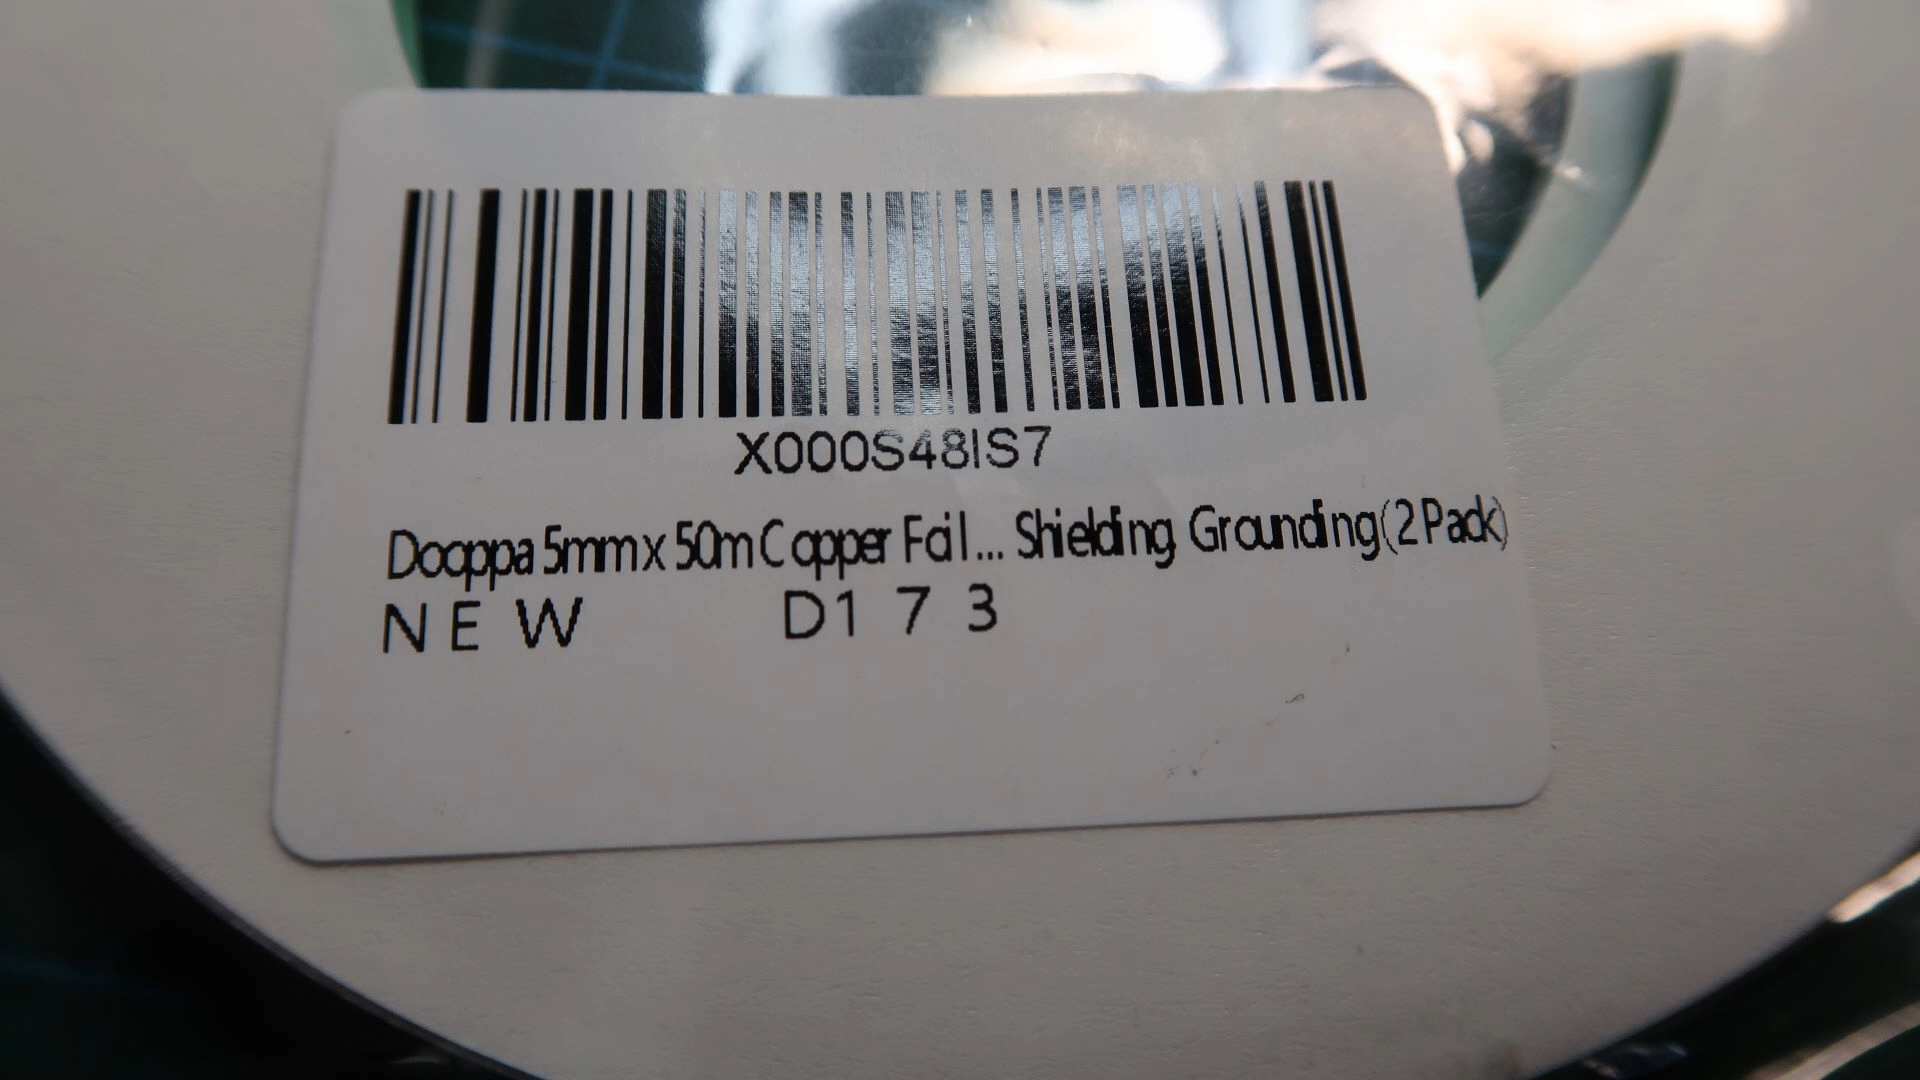 X000S48IS7
Dooppa 5mm x 50m Copper Foil... Shielding Grounding(2 Pack)
NEW D173